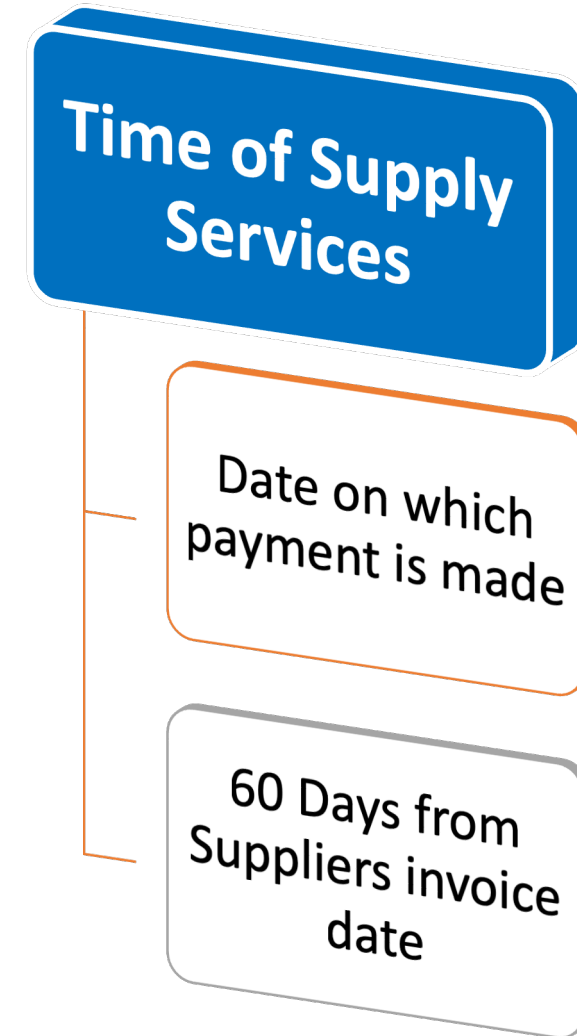 Time of Supply
Services
Date on which
payment is made
60 Days from
Suppliers invoice
date